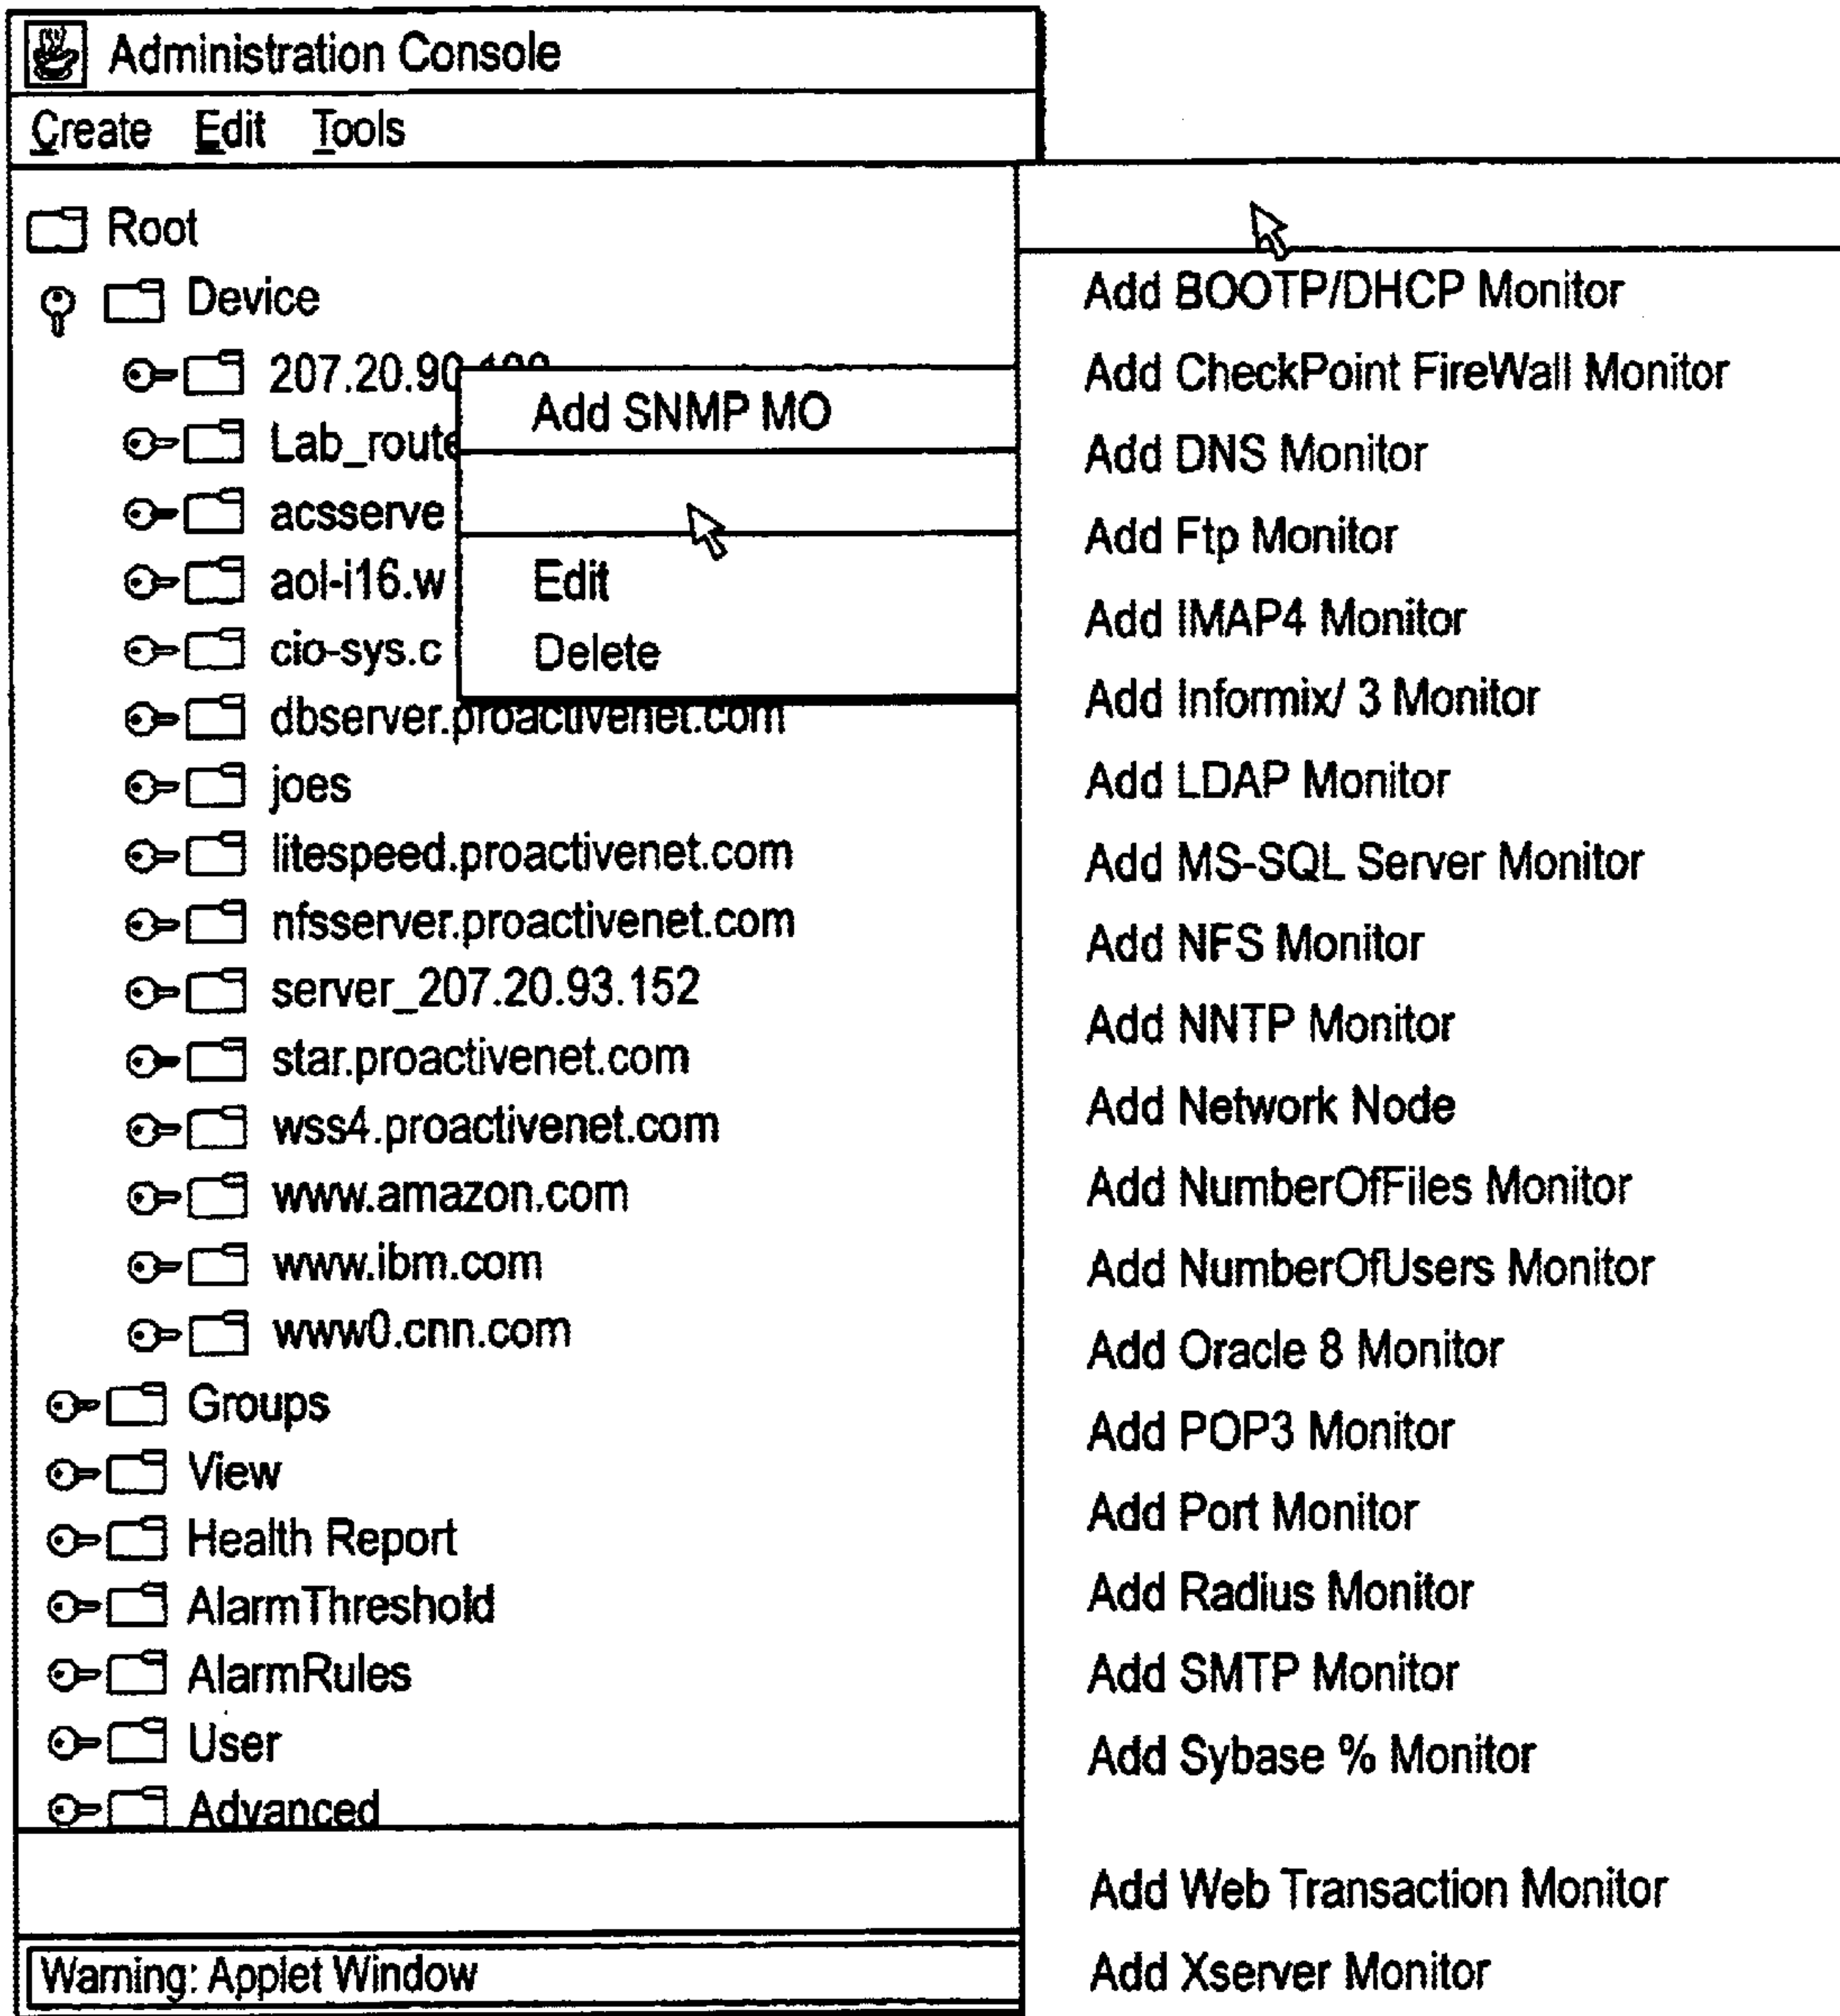 Administration Console
Create Edit Tools
Root
Device
207.20.90
Lab_route
acsserve
aol-i16.w
cio-sys.c
dbserver.proactivenet.com
joes
litespeed.proactivenet.com
nfsserver.proactivenet.com
server_207.20.93.152
star.proactivenet.com
wss4.proactivenet.com
www.amazon.com
www.ibm.com
www0.cnn.com
Groups
View
Health Report
AlarmThreshold
AlarmRules
User
Advanced
Warning: Applet Window
Add SNMP MO
Edit
Delete
Add BOOTP/DHCP Monitor
Add CheckPoint FireWall Monitor
Add DNS Monitor
Add Ftp Monitor
Add IMAP4 Monitor
Add Informix/ 3 Monitor
Add LDAP Monitor
Add MS-SQL Server Monitor
Add NFS Monitor
Add NNTP Monitor
Add Network Node
Add NumberOfFiles Monitor
Add NumberOfUsers Monitor
Add Oracle 8 Monitor
Add POP3 Monitor
Add Port Monitor
Add Radius Monitor
Add SMTP Monitor
Add Sybase % Monitor
Add Web Transaction Monitor
Add Xserver Monitor